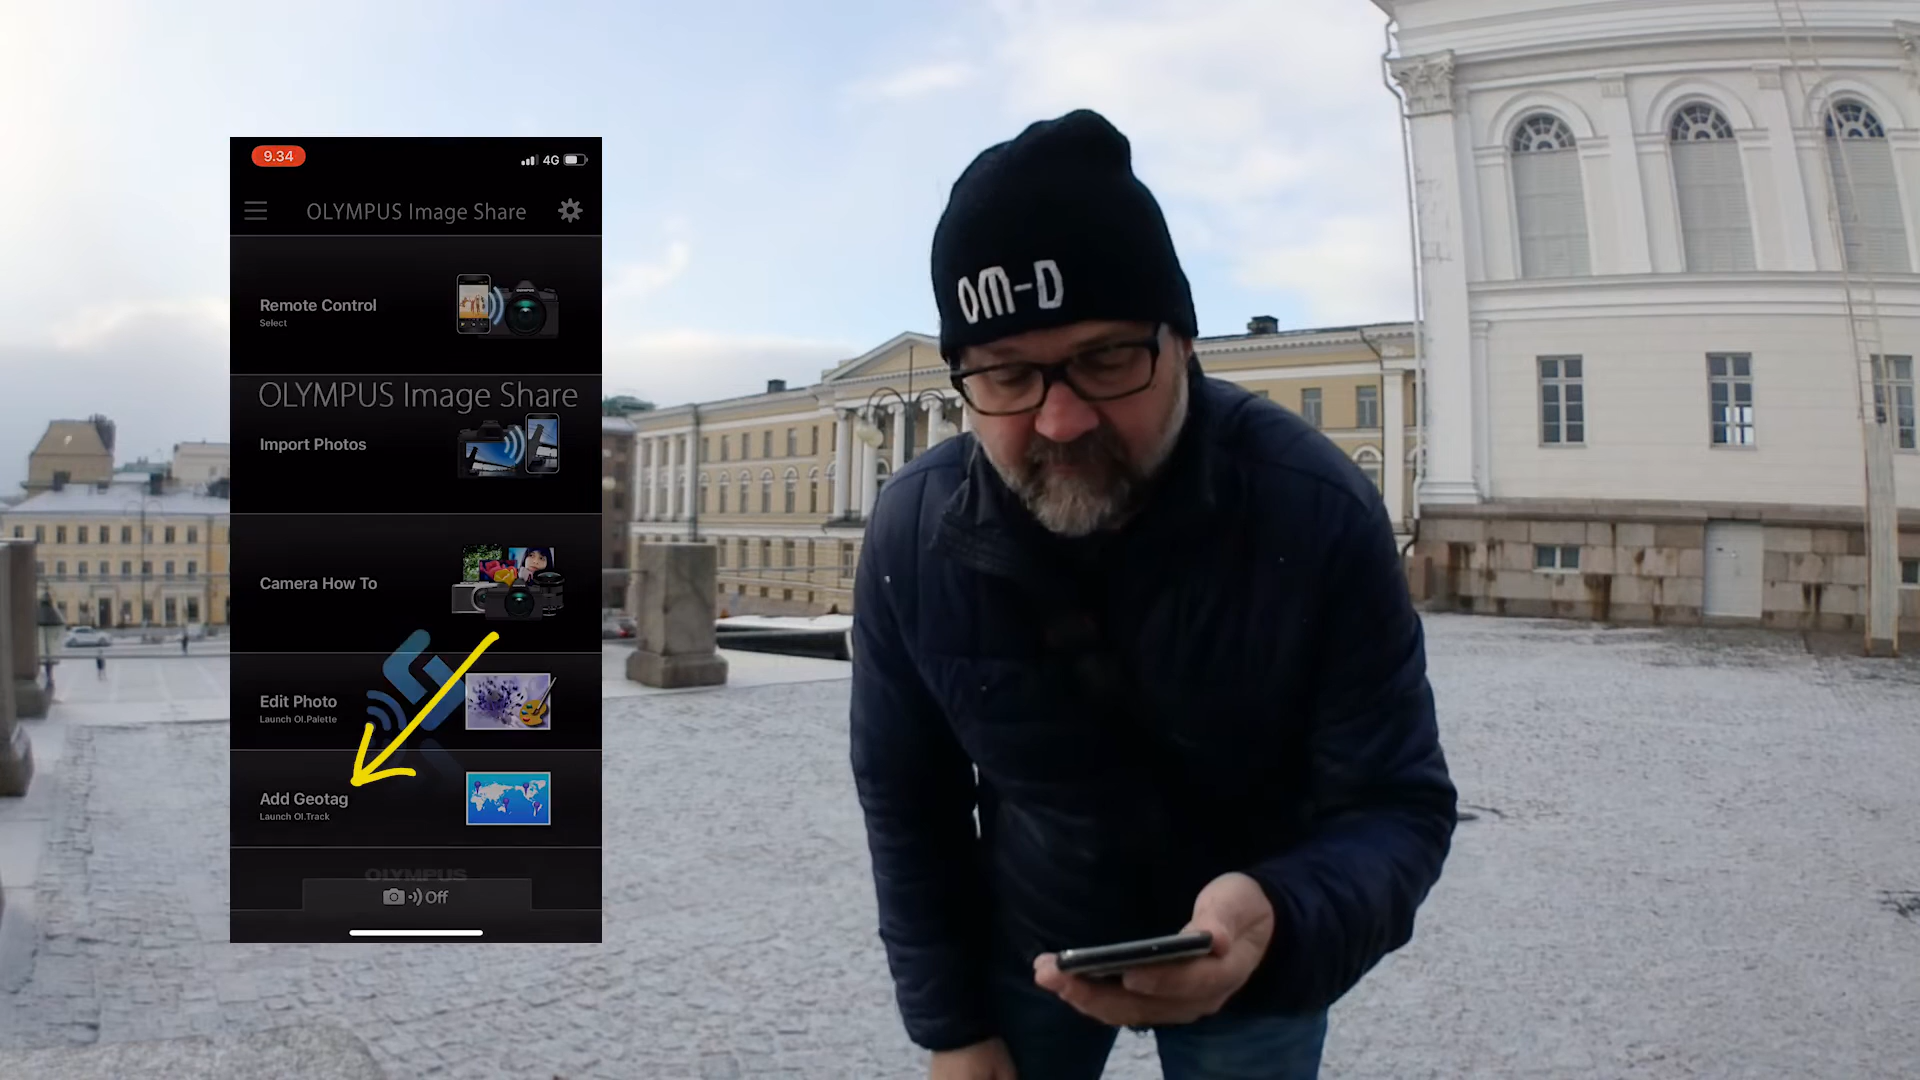 9.34
4G
OLYMPUS Image Share
Remote Control
Select
OLYMPUS Image Share
Import Photos
Camera How To
Edit Photo
Launch OI.Palette
Add Geotag
Launch OI.Track
OLYMPUS
Off
OM-D